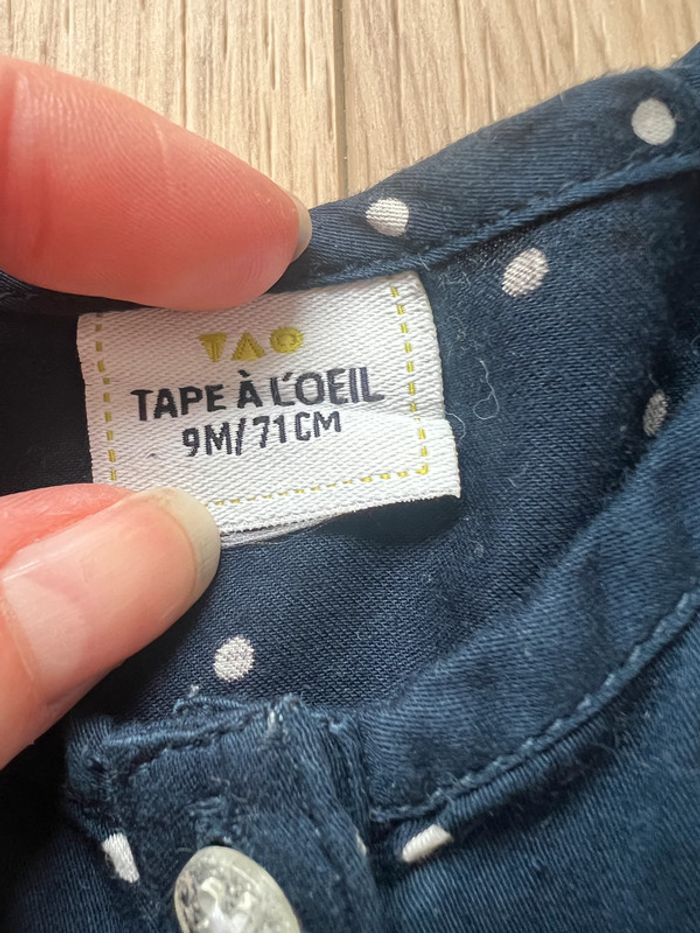 TAO
TAPE À L'OEIL
9M/71CM